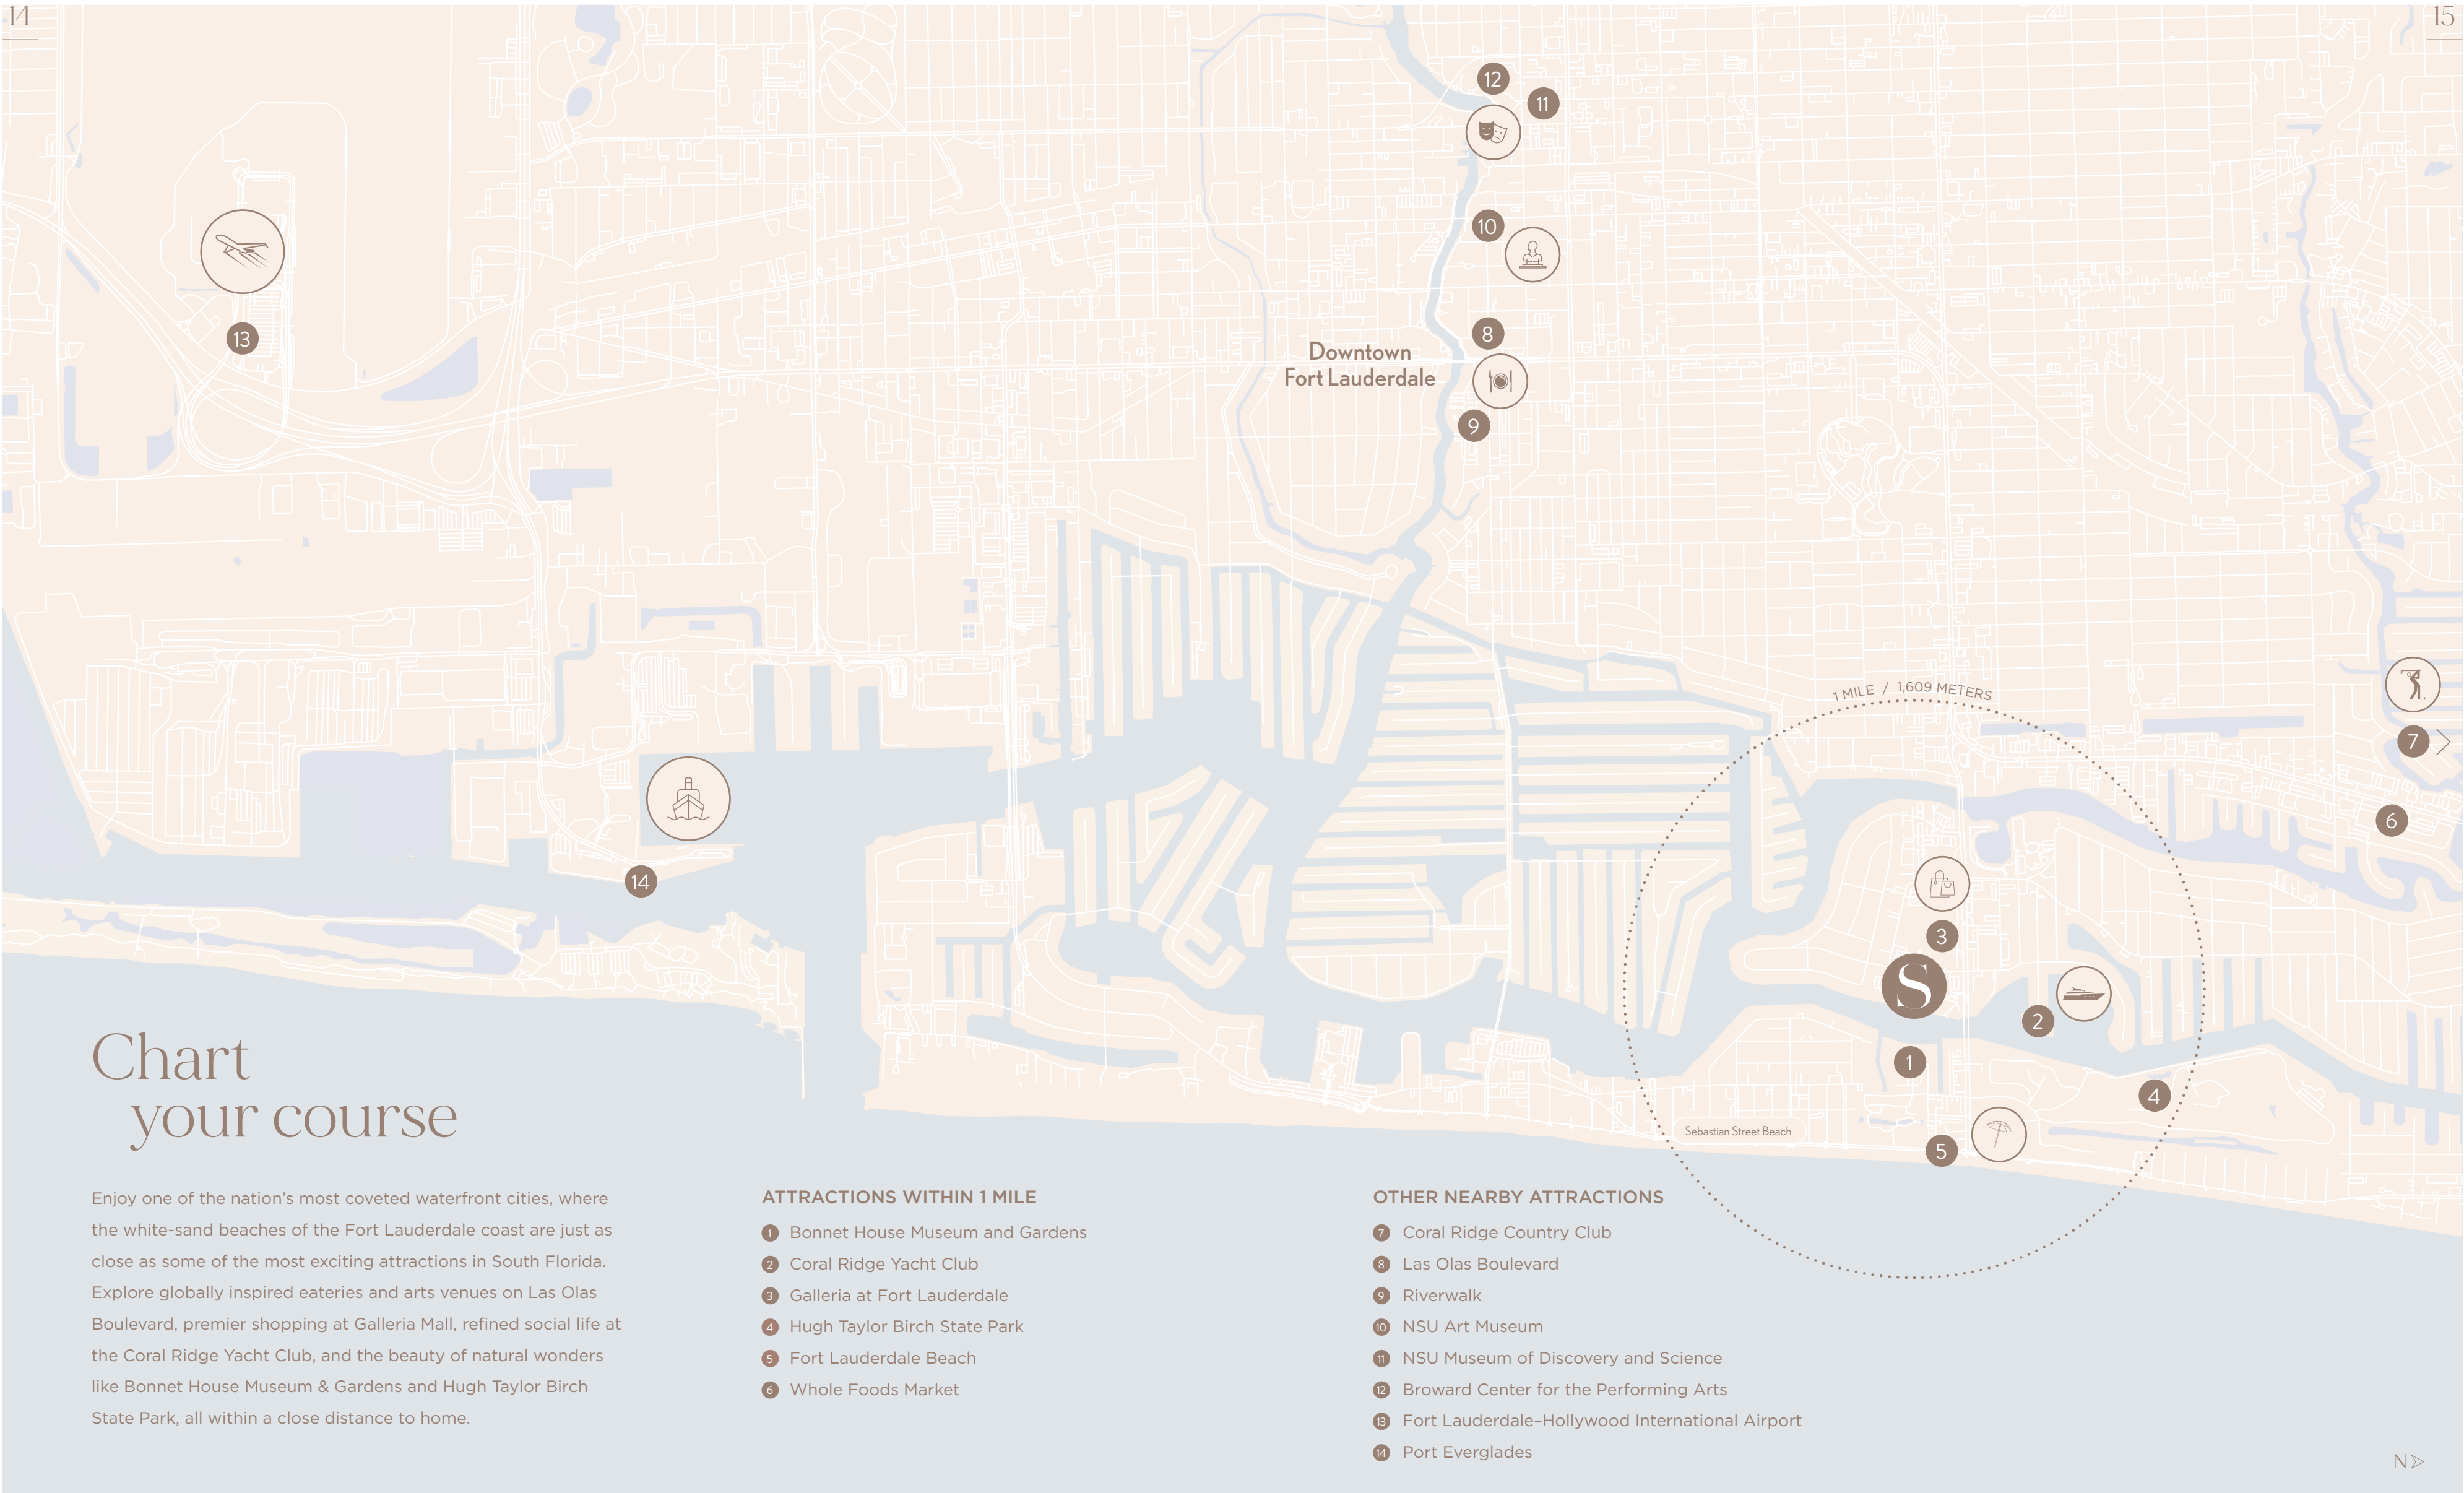 14
15
12
11
10
13
8
Downtown
Fort Lauderdale
9
1 MILE / 1,609 METERS
7
6
14
3
S
2
1
4
Sebastian Street Beach
5
Chart
your course
Enjoy one of the nation's most coveted waterfront cities, where
the white-sand beaches of the Fort Lauderdale coast are just as
close as some of the most exciting attractions in South Florida.
Explore globally inspired eateries and arts venues on Las Olas
Boulevard, premier shopping at Galleria Mall, refined social life at
the Coral Ridge Yacht Club, and the beauty of natural wonders
like Bonnet House Museum & Gardens and Hugh Taylor Birch
State Park, all within a close distance to home.
ATTRACTIONS WITHIN 1 MILE
1 Bonnet House Museum and Gardens
2 Coral Ridge Yacht Club
3 Galleria at Fort Lauderdale
4 Hugh Taylor Birch State Park
5 Fort Lauderdale Beach
6 Whole Foods Market
OTHER NEARBY ATTRACTIONS
7 Coral Ridge Country Club
8 Las Olas Boulevard
9 Riverwalk
10 NSU Art Museum
11 NSU Museum of Discovery and Science
12 Broward Center for the Performing Arts
13 Fort Lauderdale–Hollywood International Airport
14 Port Everglades
N